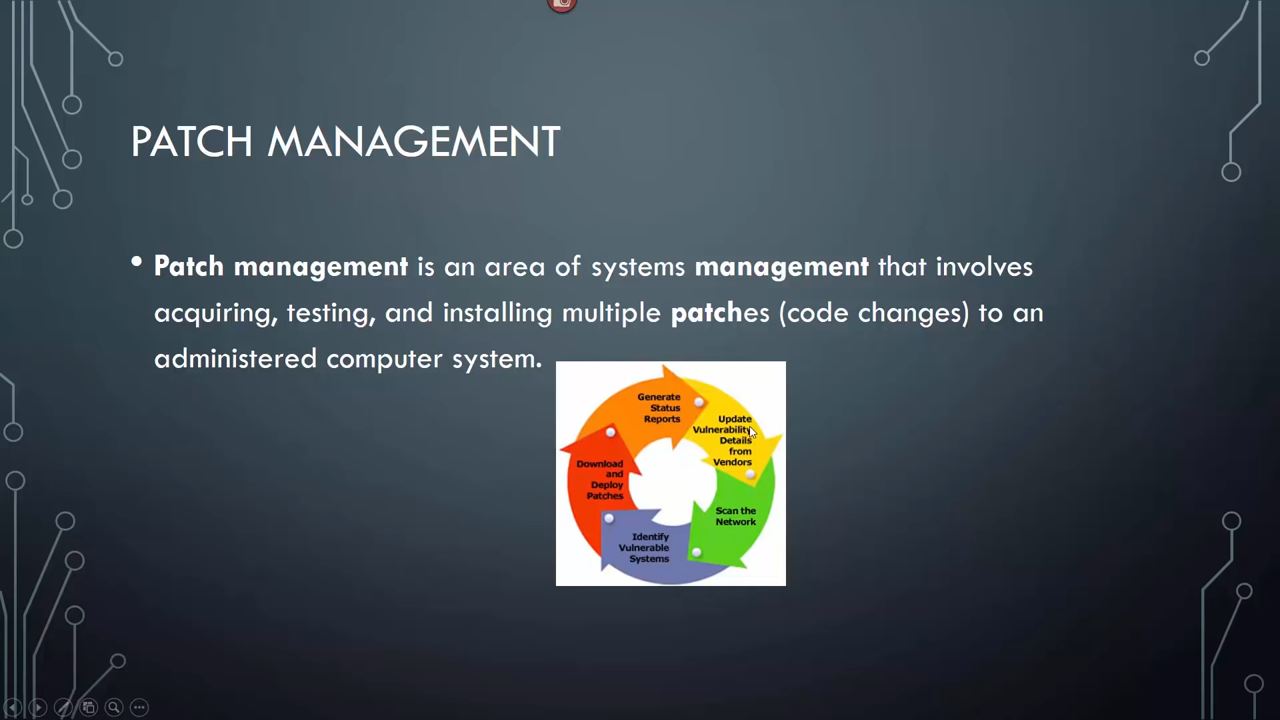 PATCH MANAGEMENT
• Patch management is an area of systems management that involves
acquiring, testing, and installing multiple patches (code changes) to an
administered computer system.
Generate
Status
Reports
Update
Vulnerability
Details
from
Vendors
Scan the
Network
Identify
Vulnerable
Systems
Download
and
Deploy
Patches